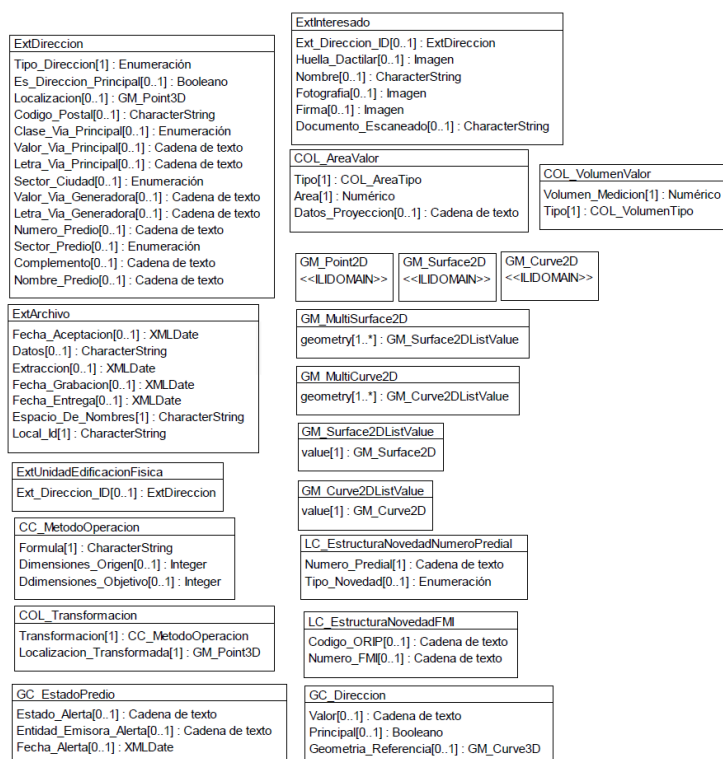 ExtDireccion
Tipo_Direccion[1] : Enumeración
Es_Direccion_Principal[0..1] : Booleano
Localizacion[0..1] : GM_Point3D
Codigo_Postal[0..1] : CharacterString
Clase_Via_Principal[0..1] : Enumeración
Valor_Via_Principal[0..1] : Cadena de texto
Letra_Via_Principal[0..1] : Cadena de texto
Sector_Ciudad[0..1] : Enumeración
Valor_Via_Generadora[0..1] : Cadena de texto
Letra_Via_Generadora[0..1] : Cadena de texto
Numero_Predio[0..1] : Cadena de texto
Sector_Predio[0..1] : Enumeración
Complemento[0..1] : Cadena de texto
Nombre_Predio[0..1] : Cadena de texto
ExtInteresado
Ext_Direccion_ID[0..1] : ExtDireccion
Huella_Dactilar[0..1] : Imagen
Nombre[0..1] : CharacterString
Fotografia[0..1] : Imagen
Firma[0..1] : Imagen
Documento_Escaneado[0..1] : CharacterString
COL_AreaValor
Tipo[1] : COL_AreaTipo
Area[1] : Numérico
Datos_Proyeccion[0..1] : Cadena de texto
COL_VolumenValor
Volumen_Medicion[1] : Numérico
Tipo[1] : COL_VolumenTipo
GM_Point2D
<<ILIDOMAIN>>
GM_Surface2D
<<ILIDOMAIN>>
GM_Curve2D
<<ILIDOMAIN>>
ExtArchivo
Fecha_Aceptacion[0..1] : XMLDate
Datos[0..1] : CharacterString
Extraccion[0..1] : XMLDate
Fecha_Grabacion[0..1] : XMLDate
Fecha_Entrega[0..1] : XMLDate
Espacio_De_Nombres[1] : CharacterString
Local_Id[1] : CharacterString
GM_MultiSurface2D
geometry[1..*] : GM_Surface2DListValue
GM_MultiCurve2D
geometry[1..*] : GM_Curve2DListValue
GM_Surface2DListValue
value[1] : GM_Surface2D
ExtUnidadEdificacionFisica
Ext_Direccion_ID[0..1] : ExtDireccion
GM_Curve2DListValue
value[1] : GM_Curve2D
CC_MetodoOperacion
Formula[1] : CharacterString
Dimensiones_Origen[0..1] : Integer
Ddimensiones_Objetivo[0..1] : Integer
LC_EstructuraNovedadNumeroPredial
Numero_Predial[1] : Cadena de texto
Tipo_Novedad[0..1] : Enumeración
COL_Transformacion
Transformacion[1] : CC_MetodoOperacion
Localizacion_Transformada[1] : GM_Point3D
LC_EstructuraNovedadFMI
Codigo_ORIP[0..1] : Cadena de texto
Numero_FMI[0..1] : Cadena de texto
GC_EstadoPredio
Estado_Alerta[0..1] : Cadena de texto
Entidad_Emisora_Alerta[0..1] : Cadena de texto
Fecha_Alerta[0..1] : XMLDate
GC_Direccion
Valor[0..1] : Cadena de texto
Principal[0..1] : Booleano
Geometria_Referencia[0..1] : GM_Curve3D